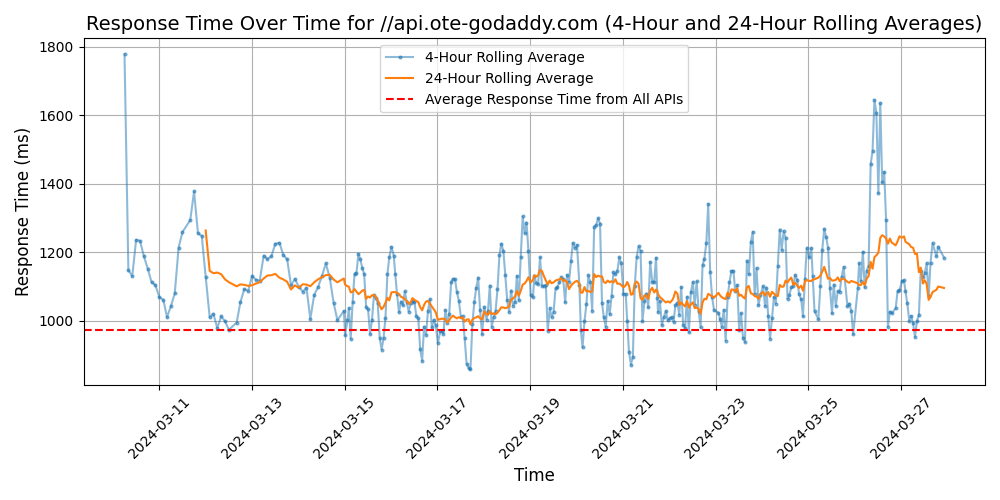 Response Time Over Time for //api.ote-godaddy.com (4-Hour and 24-Hour Rolling Averages)
4-Hour Rolling Average
24-Hour Rolling Average
Average Response Time from All APIs
Response Time (ms)
1800
1600
1400
1200
1000
2024-03-11
2024-03-13
2024-03-15
2024-03-17
2024-03-19
2024-03-21
2024-03-23
2024-03-25
2024-03-27
Time